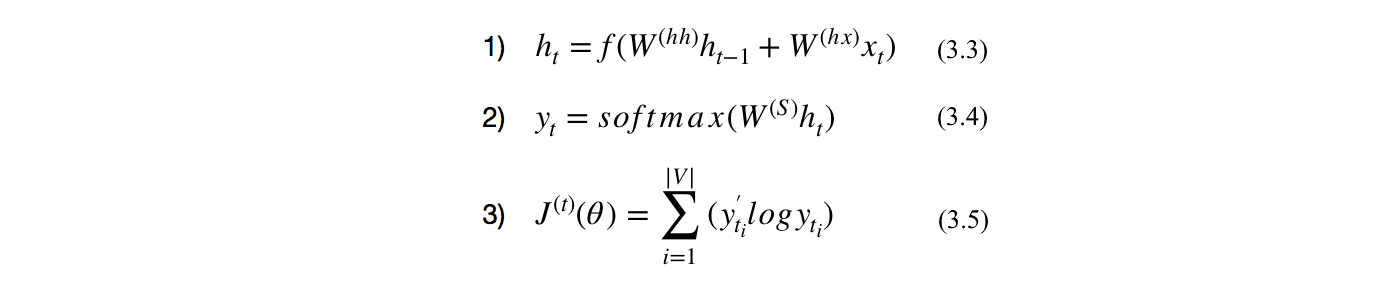 1) h_t = f(W^{(hh)}h_{t-1} + W^{(hx)}x_t) (3.3)
2) y_t = softmax(W^{(S)}h_t) (3.4)
3) J^{(t)}(θ) = \sum_{i=1}^{|V|} (y'_{t_i} log y_{t_i}) (3.5)